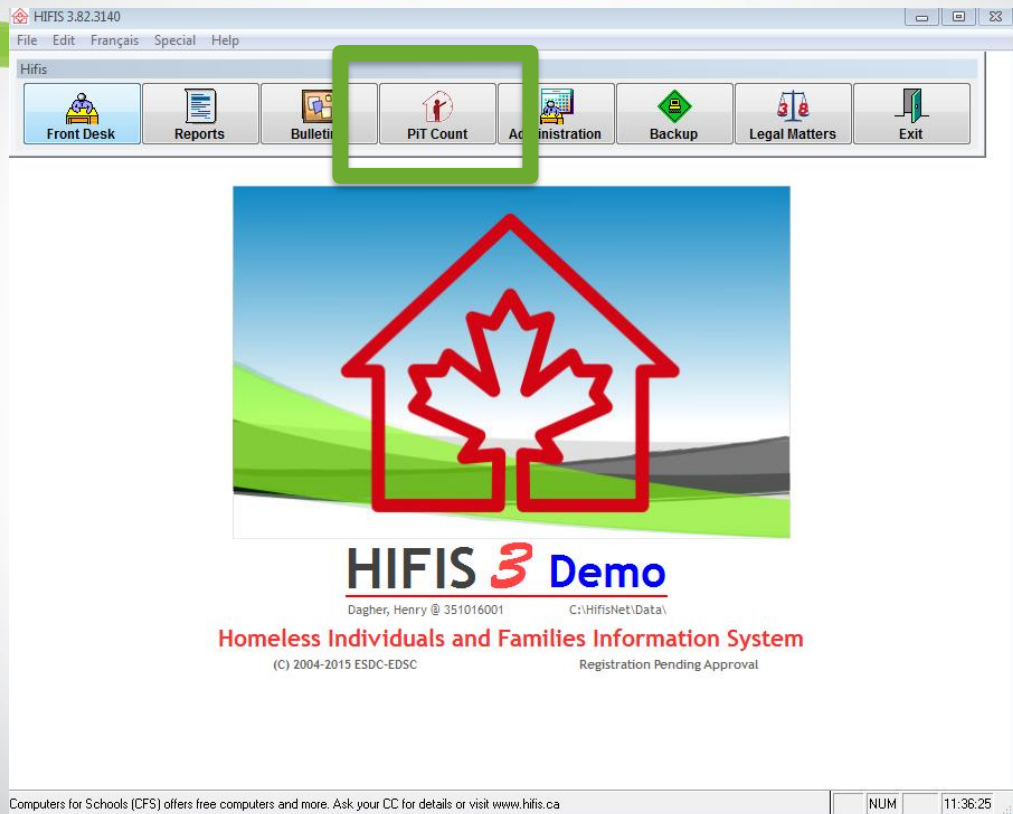 HIFIS 3.82.3140
File Edit Français Special Help
Hifis
Front Desk Reports PiT Count Backup Legal Matters Exit
HIFIS 3 Demo
Dagher, Henry @ 351016001 C:\HifisNet\Data\
Homeless Individuals and Families Information System
(C) 2004-2015 ESDC-EDSC Registration Pending Approval
Computers for Schools (CFS) offers free computers and more. Ask your CC for details or visit www.hifis.ca NUM 11:36:25